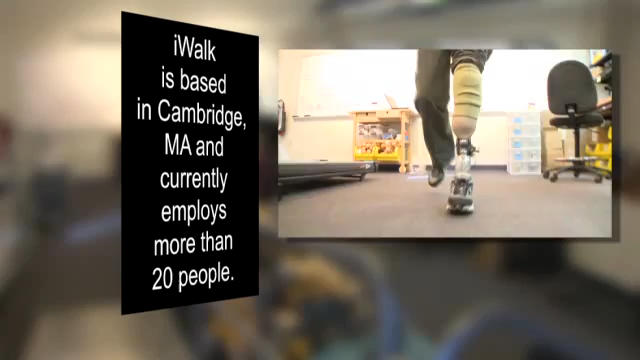 iWalk
is based
in Cambridge,
MA and
currently
employs
more than
20 people.